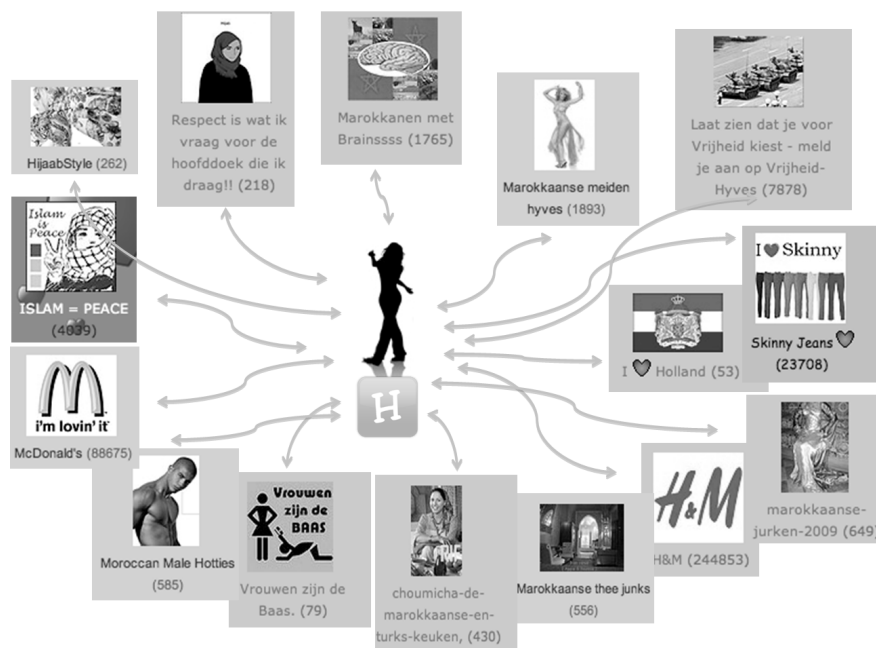 Hijab
Respect is wat ik
vraag voor de
hoofddoek die ik
draag!! (218)
Marokkanen met
Brainssss (1765)
HijaabStyle (262)
Marokkaanse meiden
hyves (1893)
Laat zien dat je voor
Vrijheid kiest - meld
je aan op Vrijheid-
Hyves (7878)
Islam
is
Peace
ISLAM = PEACE
(4839)
I Skinny
Skinny Jeans
(23708)
I Holland (53)
i'm lovin' it
McDonald's (88675)
H
Moroccan Male Hotties
(585)
Vrouwen
zijn de
BAAS
Vrouwen zijn de
Baas. (79)
choumicha-de-
marokkaanse-en-
turks-keuken, (430)
Marokkaanse thee junks
(556)
H&M
H&M (244853)
marokkaanse-
jurken-2009 (649)